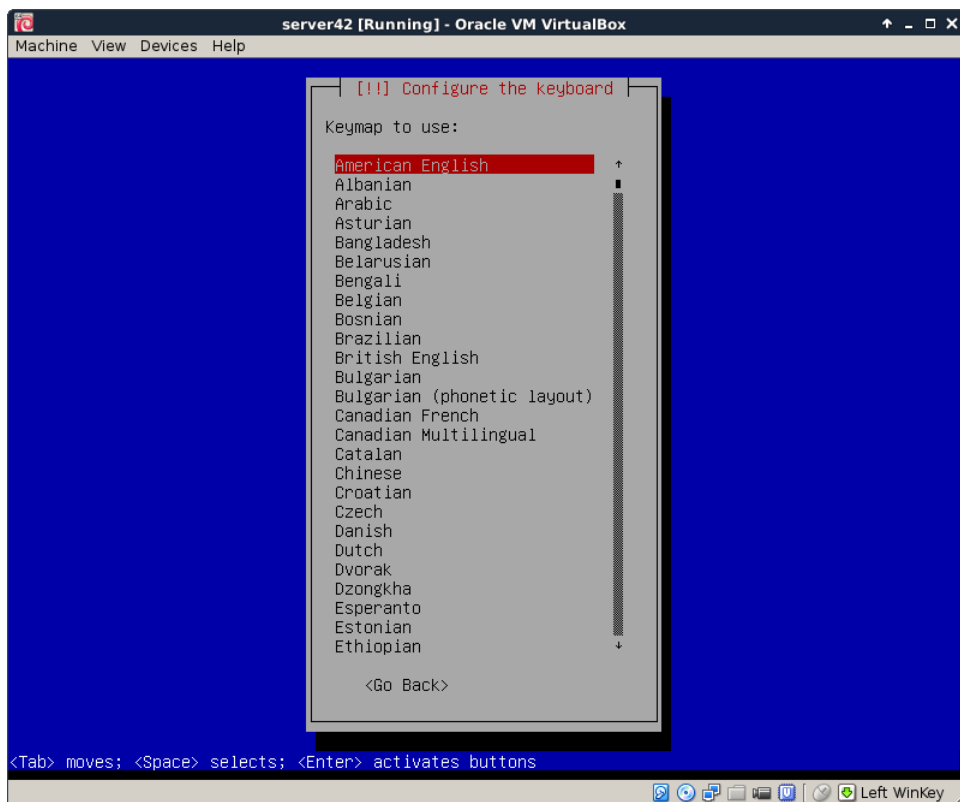 server42 [Running] - Oracle VM VirtualBox
Machine View Devices Help
[!!] Configure the keyboard
Keymap to use:
American English
Albanian
Arabic
Asturian
Bangladesh
Belarusian
Bengali
Belgian
Bosnian
Brazilian
British English
Bulgarian
Bulgarian (phonetic layout)
Canadian French
Canadian Multilingual
Catalan
Chinese
Croatian
Czech
Danish
Dutch
Dvorak
Dzongkha
Esperanto
Estonian
Ethiopian
<Go Back>
<Tab> moves; <Space> selects; <Enter> activates buttons
Left WinKey